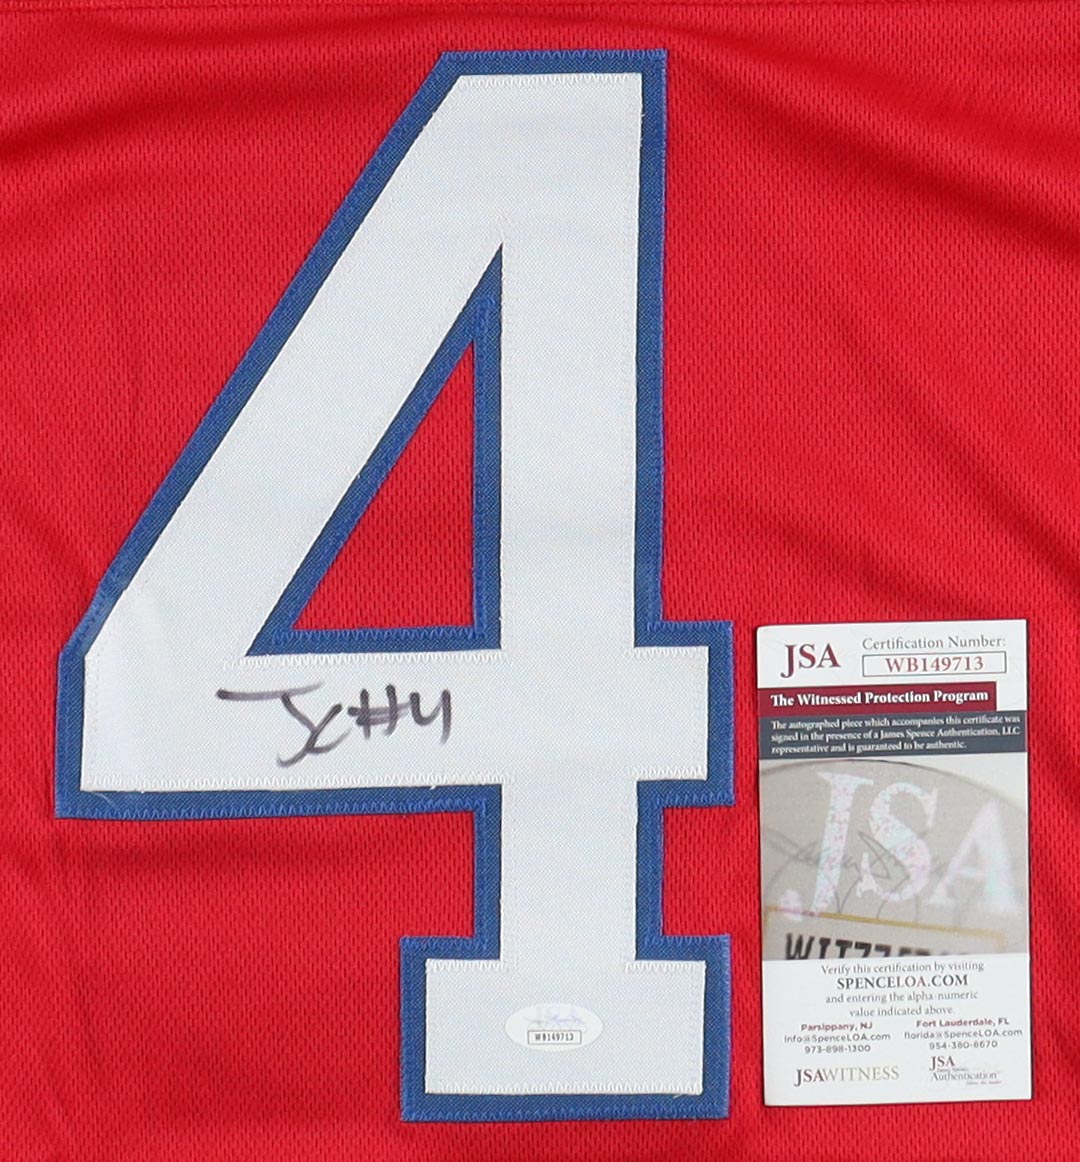 4
JC #4
JSA
Certification Number:
WB149713
The Witnessed Protection Program
The autographed piece which accompanies this certificate was
signed in the presence of a James Spence Authentication, LLC
representative and is guaranteed to be authentic.
JSA
Verify this certification by visiting
SPENCELOA.COM
and entering the alpha-numeric
value indicated above.
Parsippany, NJ
info@SpenceLOA.com
973-898-1300
Fort Lauderdale, FL
florida@SpenceLOA.com
954-380-8670
JSAWITNESS
JSA
Authentication
WB149713